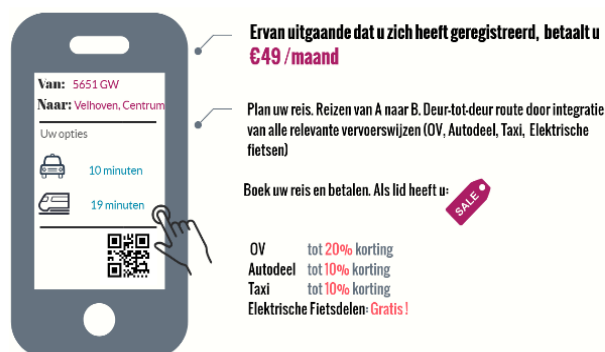 Ervan uitgaande dat u zich heeft geregistreerd, betaalt u
€49 /maand
Van: 5651 GW
Naar: Velhoven, Centrum
Uw opties
10 minuten
19 minuten
Plan uw reis. Reizen van A naar B. Deur-tot-deur route door integratie
van alle relevante vervoerswijzen (OV, Autodeel, Taxi, Elektrische
fietsen)
Boek uw reis en betalen. Als lid heeft u:
SALE
OV tot 20% korting
Autodeel tot 10% korting
Taxi tot 10% korting
Elektrische Fietsdelen: Gratis !